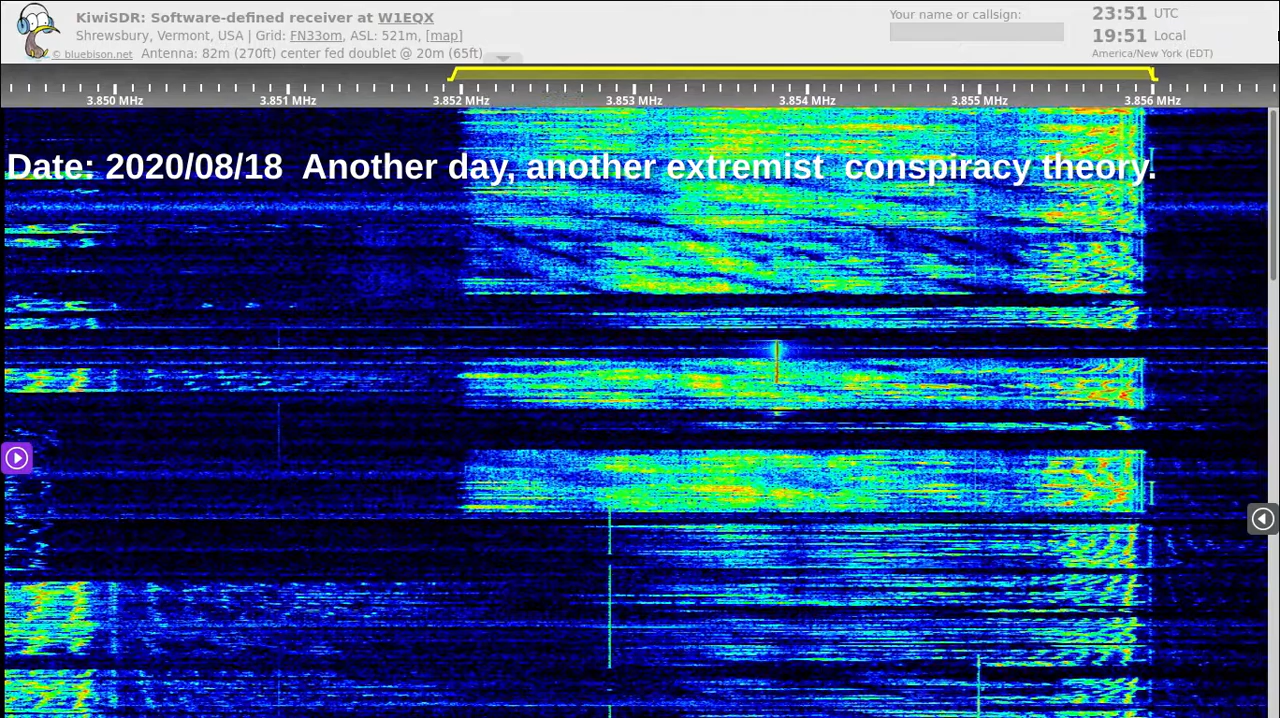 KiwiSDR: Software-defined receiver at W1EQX
Shrewsbury, Vermont, USA | Grid: FN33om, ASL: 521m, [map]
© bluebison.net Antenna: 82m (270ft) center fed doublet @ 20m (65ft)
Your name or callsign:
23:51 UTC
19:51 Local
America/New York (EDT)
3.850 MHz 3.851 MHz 3.852 MHz 3.853 MHz 3.854 MHz 3.855 MHz 3.856 MHz
Date: 2020/08/18 Another day, another extremist conspiracy theory.